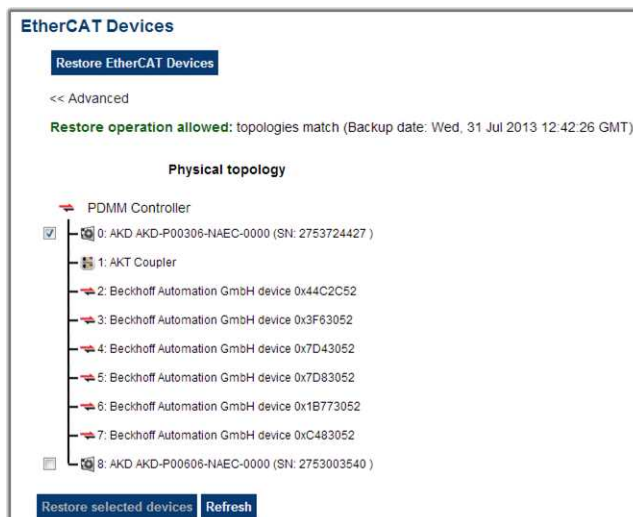 EtherCAT Devices
Restore EtherCAT Devices
<< Advanced
Restore operation allowed: topologies match (Backup date: Wed, 31 Jul 2013 12:42:26 GMT)
Physical topology
PDMM Controller
0: AKD AKD-P00306-NAEC-0000 (SN: 2753724427 )
1: AKT Coupler
2: Beckhoff Automation GmbH device 0x44C2C52
3: Beckhoff Automation GmbH device 0x3F63052
4: Beckhoff Automation GmbH device 0x7D43052
5: Beckhoff Automation GmbH device 0x7D83052
6: Beckhoff Automation GmbH device 0x1B773052
7: Beckhoff Automation GmbH device 0xC483052
8: AKD AKD-P00606-NAEC-0000 (SN: 2753003540 )
Restore selected devices Refresh